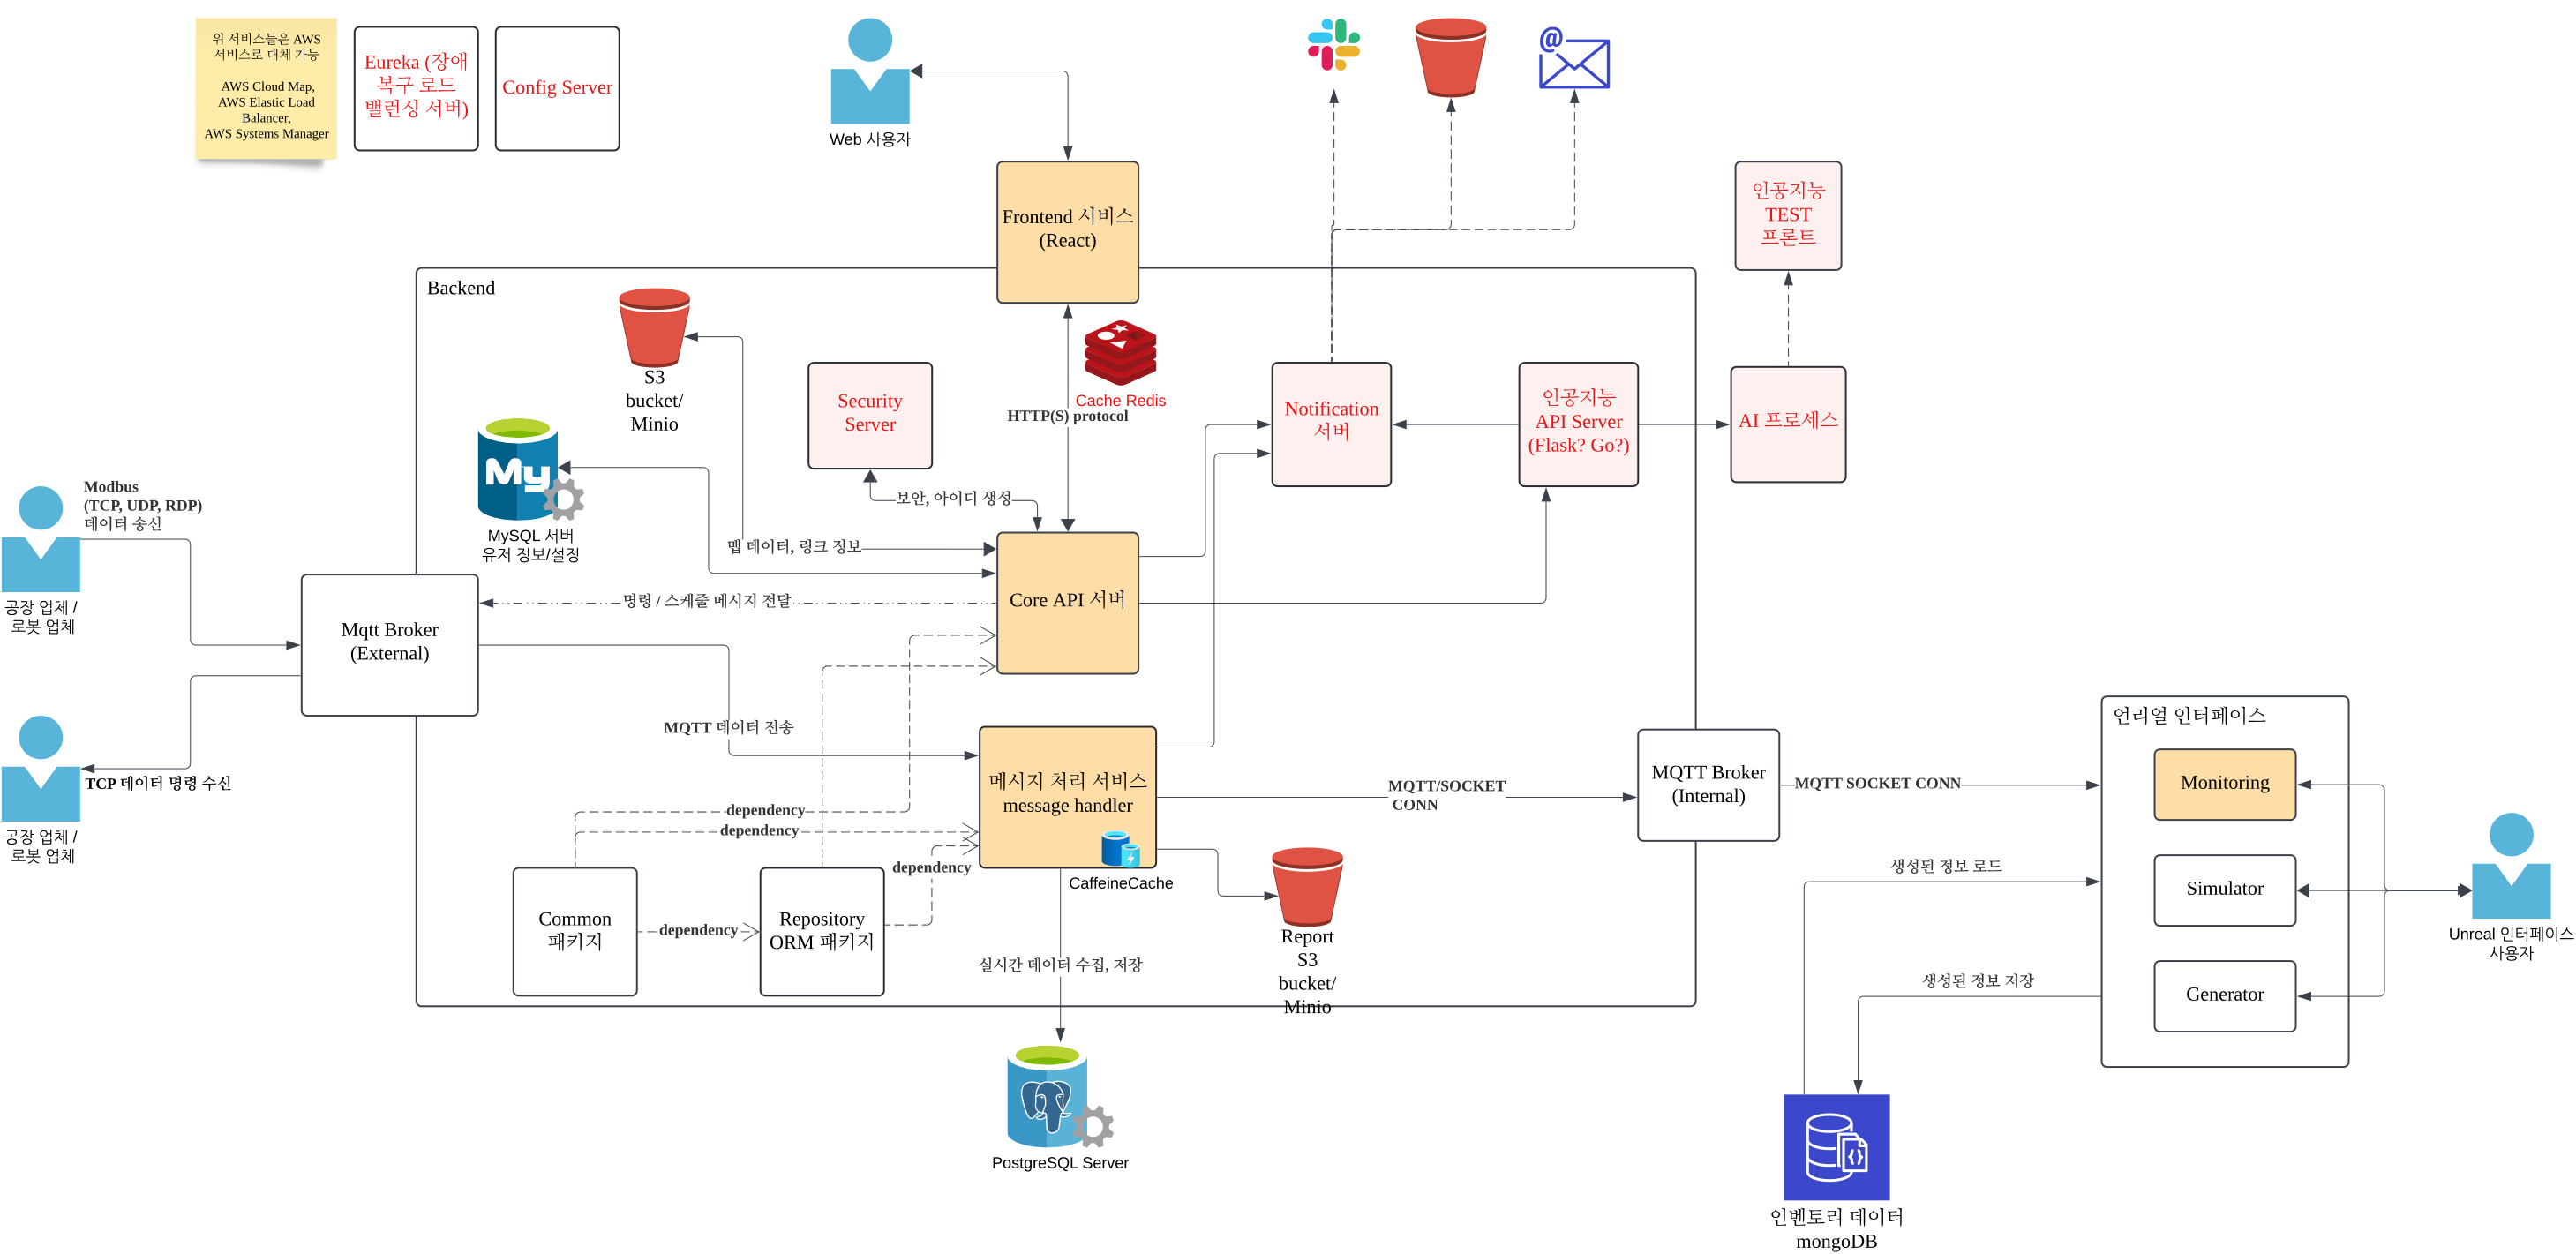 위 서비스들은 AWS
서비스로 대체 가능
AWS Cloud Map,
AWS Elastic Load
Balancer,
AWS Systems Manager
Eureka (장애
복구 로드
밸런싱 서버)
Config Server
Web 사용자
@
Frontend 서비스
(React)
인공지능
TEST
프론트
Backend
S3
bucket/
Minio
Security
Server
Cache Redis
HTTP(S) protocol
Notification
서버
인공지능
API Server
(Flask? Go?)
AI 프로세스
My
MySQL 서버
유저 정보/설정
Modbus
(TCP, UDP, RDP)
데이터 송신
보안, 아이디 생성
맵 데이터, 링크 정보
공장 업체 /
로봇 업체
명령 / 스케줄 메시지 전달
Core API 서버
Mqtt Broker
(External)
MQTT 데이터 전송
TCP 데이터 명령 수신
공장 업체 /
로봇 업체
메시지 처리 서비스
message handler
CaffeineCache
MQTT/SOCKET
CONN
MQTT Broker
(Internal)
MQTT SOCKET CONN
언리얼 인터페이스
Monitoring
Simulator
Generator
Unreal 인터페이스
사용자
dependency
dependency
dependency
Common
패키지
dependency
Repository
ORM 패키지
실시간 데이터 수집, 저장
Report
S3
bucket/
Minio
생성된 정보 로드
생성된 정보 저장
PostgreSQL Server
{}
인벤토리 데이터
mongoDB